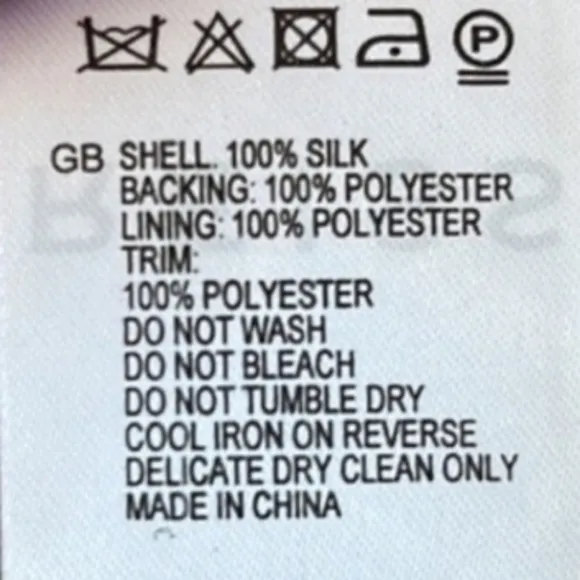 P
GB SHELL. 100% SILK
BACKING: 100% POLYESTER
LINING: 100% POLYESTER
TRIM:
100% POLYESTER
DO NOT WASH
DO NOT BLEACH
DO NOT TUMBLE DRY
COOL IRON ON REVERSE
DELICATE DRY CLEAN ONLY
MADE IN CHINA